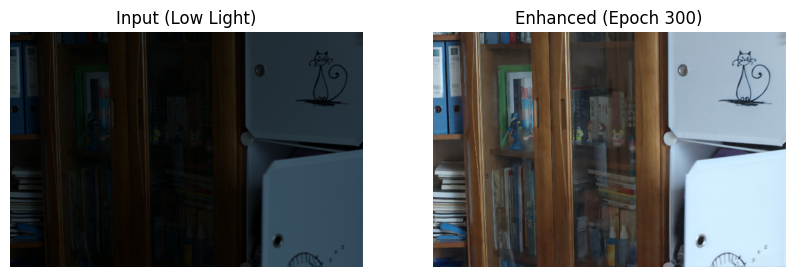 Input (Low Light)
Enhanced (Epoch 300)
z z z